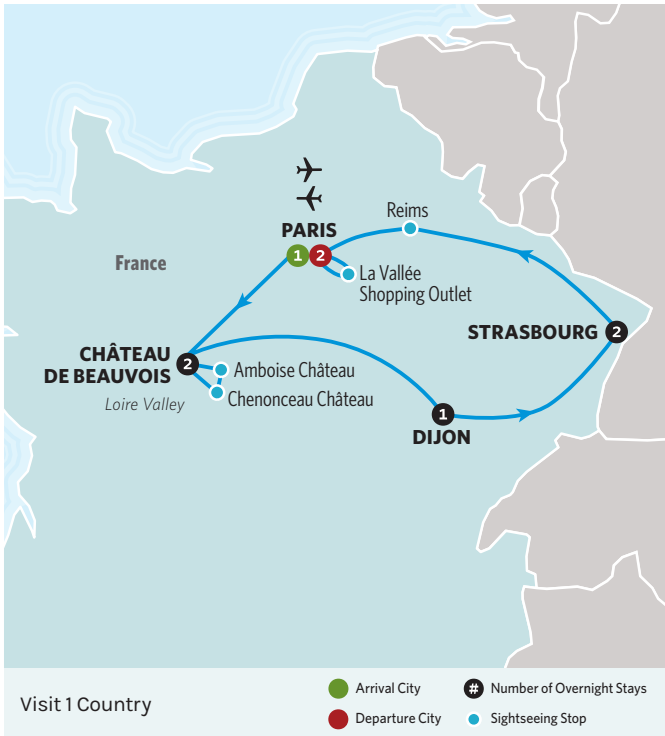 Reims
PARIS
1
2
La Vallée
Shopping Outlet
France
STRASBOURG
2
CHÂTEAU
DE BEAUVOIS
2
Amboise Château
Chenonceau Château
Loire Valley
1
DIJON
Visit 1 Country
Arrival City
# Number of Overnight Stays
Departure City
Sightseeing Stop